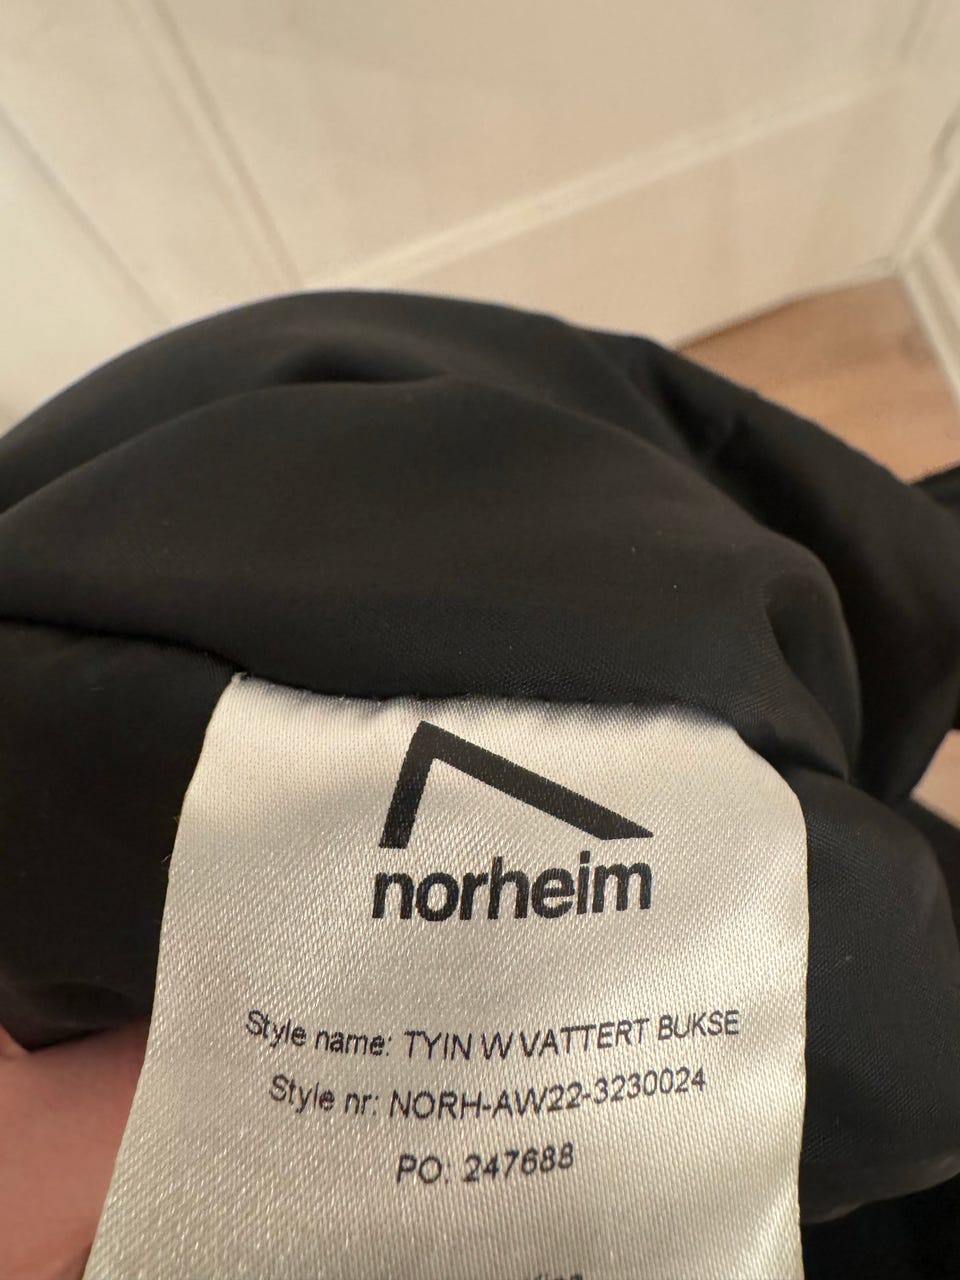 norheim
Style name: TYIN W VATTERT BUKSE
Style nr: NORH-AW22-3230024
PO: 247688